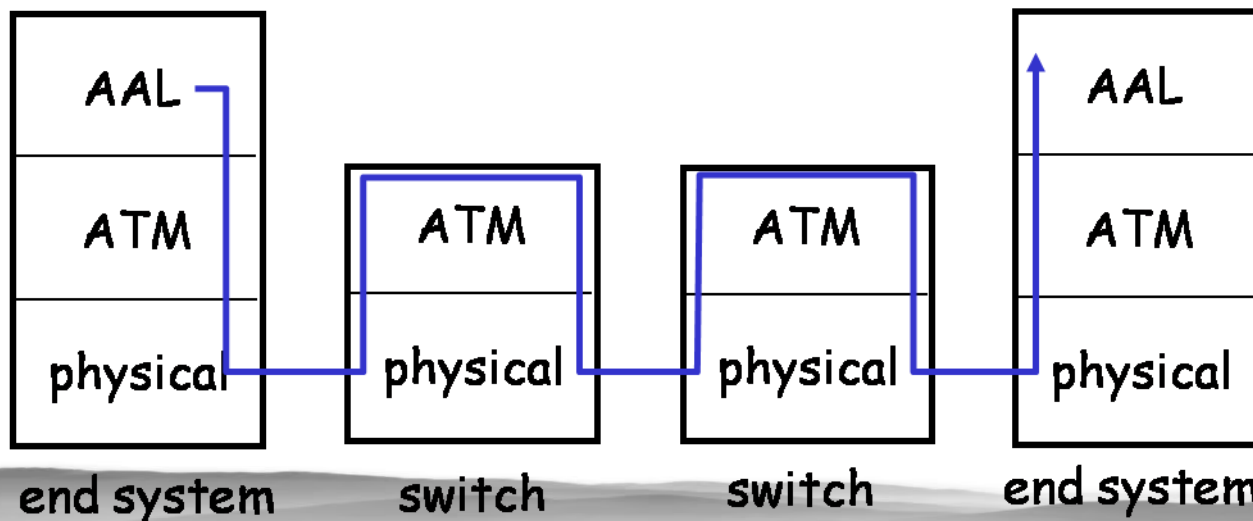 AAL
ATM
physical
end system
ATM
physical
switch
ATM
physical
switch
AAL
ATM
physical
end system